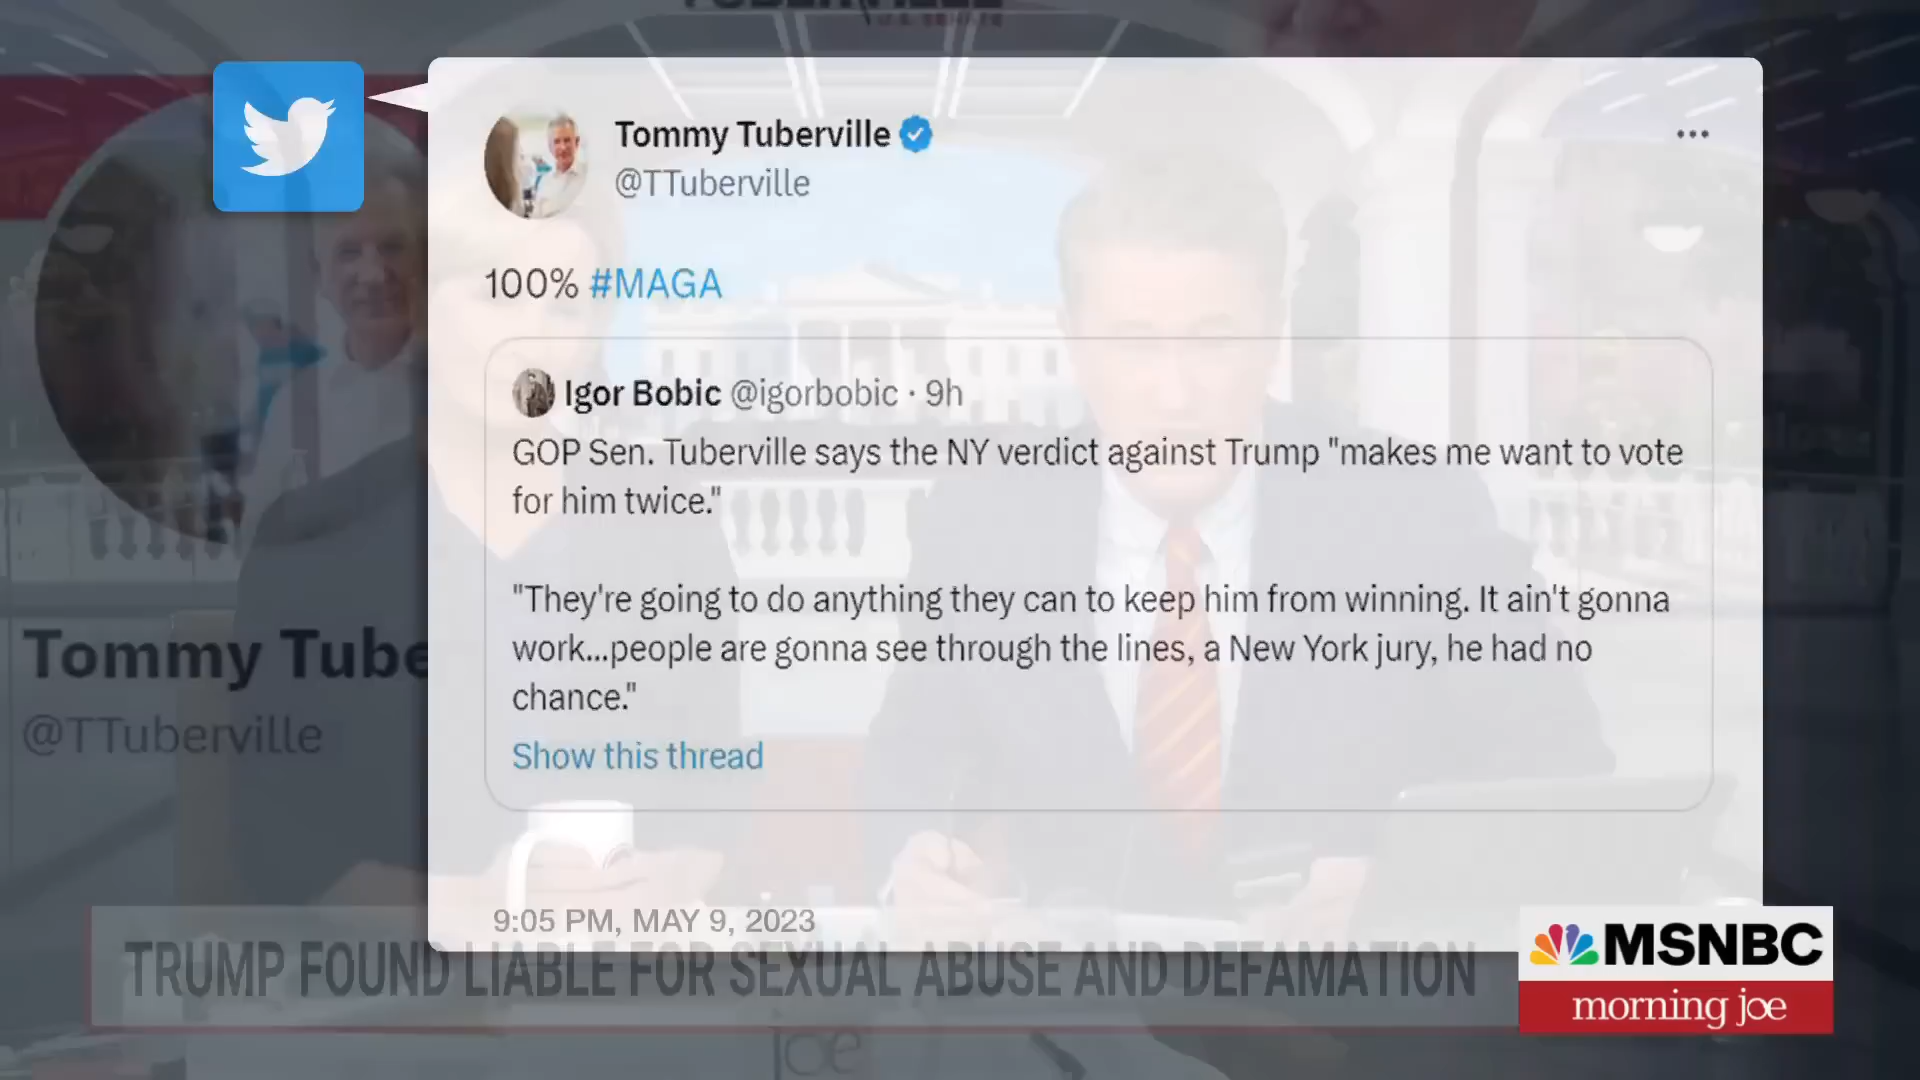 TUBERVILLE
U.S. SENATE
Tommy Tuberville
@TTuberville
100% #MAGA
Igor Bobic @igorbobic · 9h
GOP Sen. Tuberville says the NY verdict against Trump "makes me want to vote
for him twice."
"They're going to do anything they can to keep him from winning. It ain't gonna
work...people are gonna see through the lines, a New York jury, he had no
chance."
Show this thread
9:05 PM, MAY 9, 2023
Tommy Tube
@TTuberville
TRUMP FOUND LIABLE FOR SEXUAL ABUSE AND DEFAMATION
MSNBC
morning joe
joe